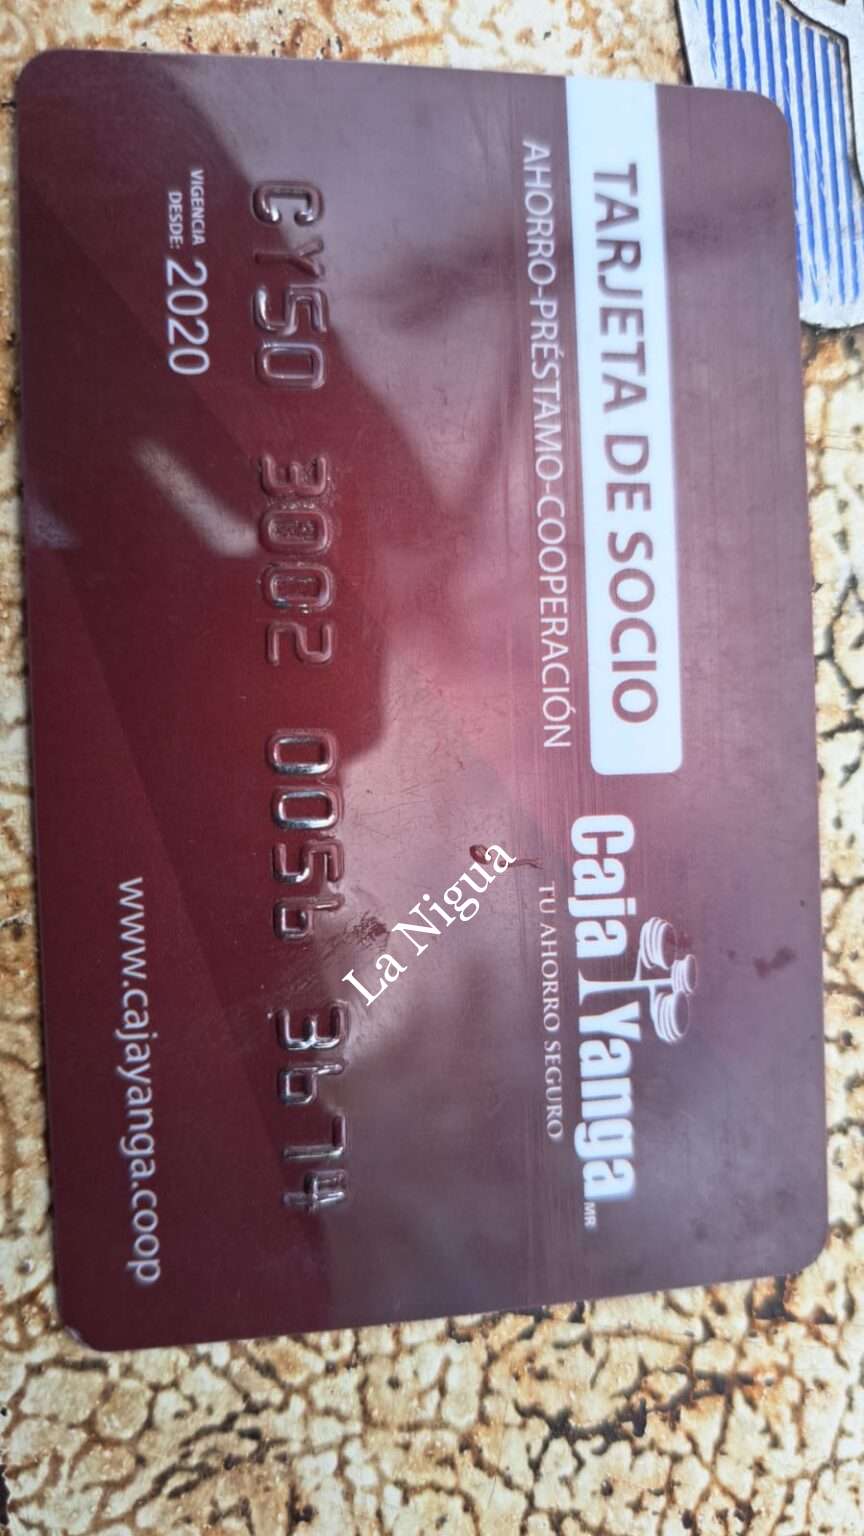 TARJETA DE SOCIO
AHORRO-PRÉSTAMO-COOPERACIÓN
Caja Yanga MR
TU AHORRO SEGURO
La Nigua
CY50 3002 0056 3674
VIGENCIA
DESDE: 2020
www.cajayanga.coop